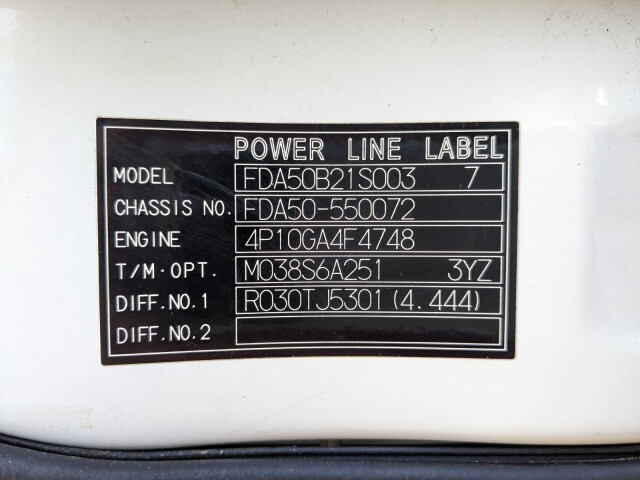 POWER LINE LABEL
MODEL FDA50B21S003 7
CHASSIS NO. FDA50-550072
ENGINE 4P10GA4F4748
T/M·OPT. M038S6A251 3YZ
DIFF.NO.1 R030TJ5301(4.444)
DIFF.NO.2